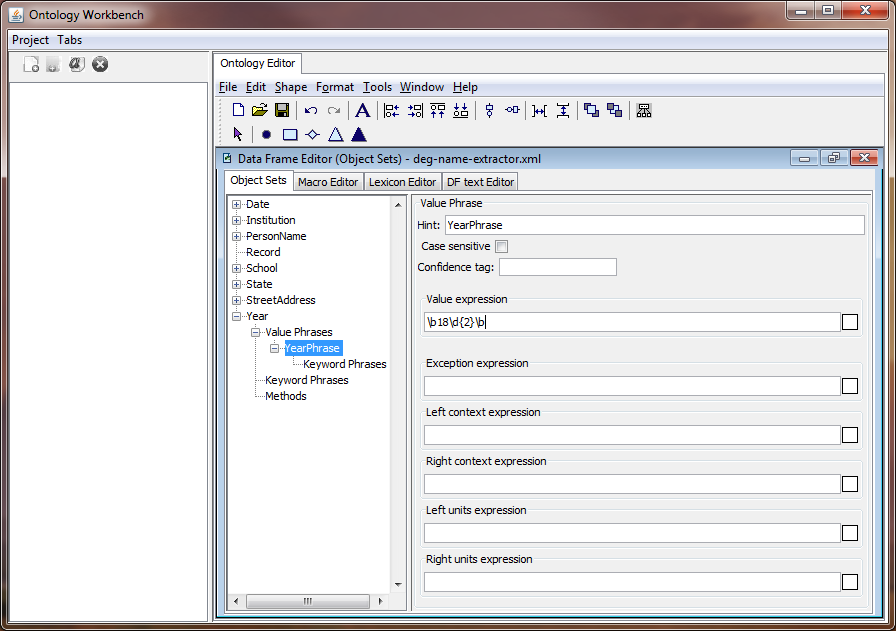 Ontology Workbench
Project Tabs
Ontology Editor
File Edit Shape Format Tools Window Help
A
Data Frame Editor (Object Sets) - deg-name-extractor.xml
Object Sets Macro Editor Lexicon Editor DF text Editor
Date
Institution
PersonName
Record
School
State
StreetAddress
Year
Value Phrases
YearPhrase
Keyword Phrases
Keyword Phrases
Methods
Value Phrase
Hint: YearPhrase
Case sensitive
Confidence tag:
Value expression
\b18\d{2}\b
Exception expression
Left context expression
Right context expression
Left units expression
Right units expression